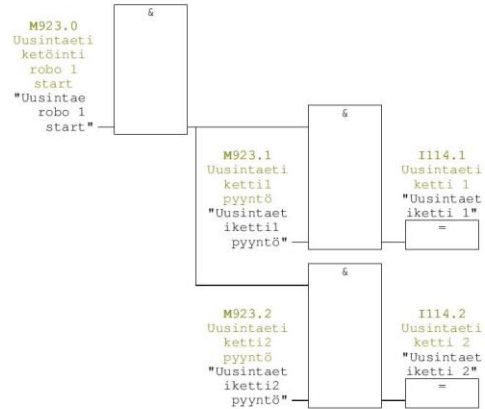 &
M923.0
Uusintaeti
ketöinti
robo 1
start
"Uusintae
robo 1
start"
&
M923.1
Uusintaeti
ketti1
pyyntö
"Uusintaet
iketti1
pyyntö"
I114.1
Uusintaeti
ketti 1
"Uusintaet
iketti 1"
=
&
M923.2
Uusintaeti
ketti2
pyyntö
"Uusintaet
iketti2
pyyntö"
I114.2
Uusintaeti
ketti 2
"Uusintaet
iketti 2"
=